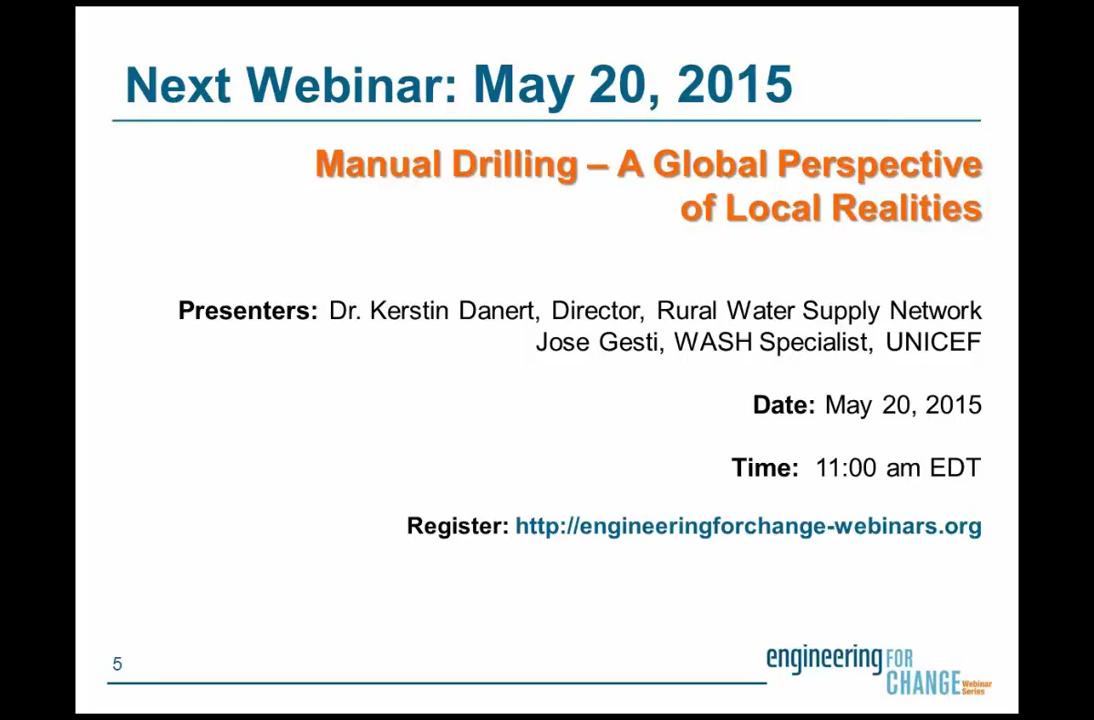 Next Webinar: May 20, 2015
Manual Drilling – A Global Perspective
of Local Realities
Presenters: Dr. Kerstin Danert, Director, Rural Water Supply Network
Jose Gesti, WASH Specialist, UNICEF
Date: May 20, 2015
Time: 11:00 am EDT
Register: http://engineeringforchange-webinars.org
5
engineering FOR
CHANGE Webinar
Series